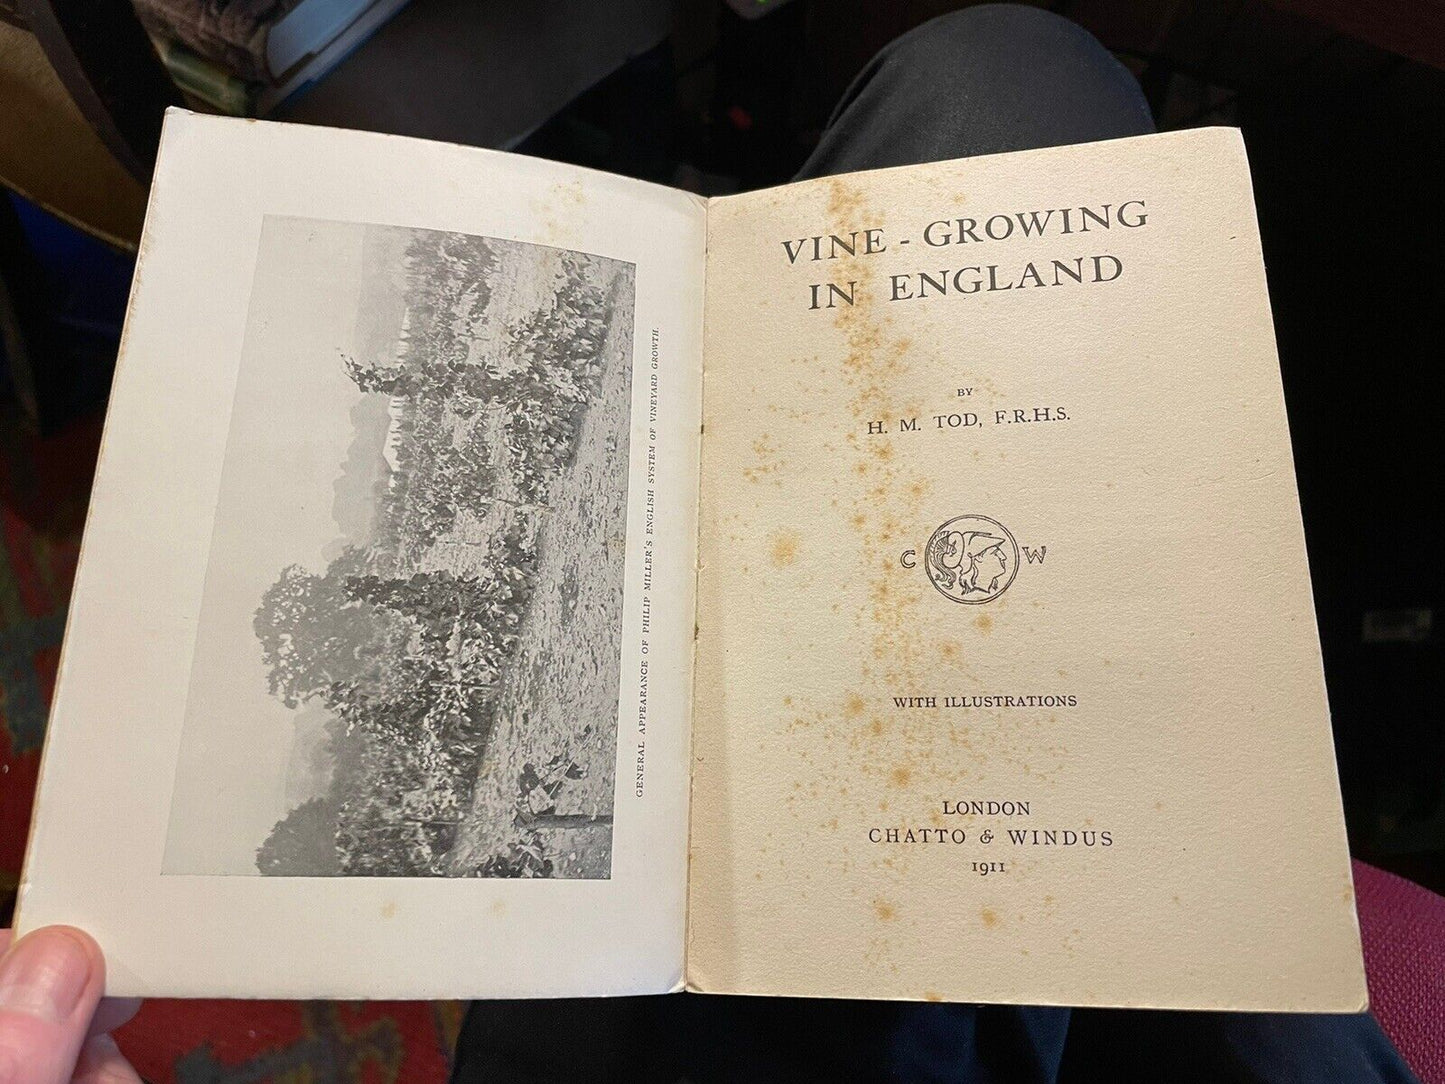 GENERAL APPEARANCE OF PHILIP MILLER'S ENGLISH SYSTEM OF VINEYARD GROWTH.
VINE-GROWING
IN ENGLAND
BY
H. M. TOD, F.R.H.S.
C W
WITH ILLUSTRATIONS
LONDON
CHATTO & WINDUS
1911